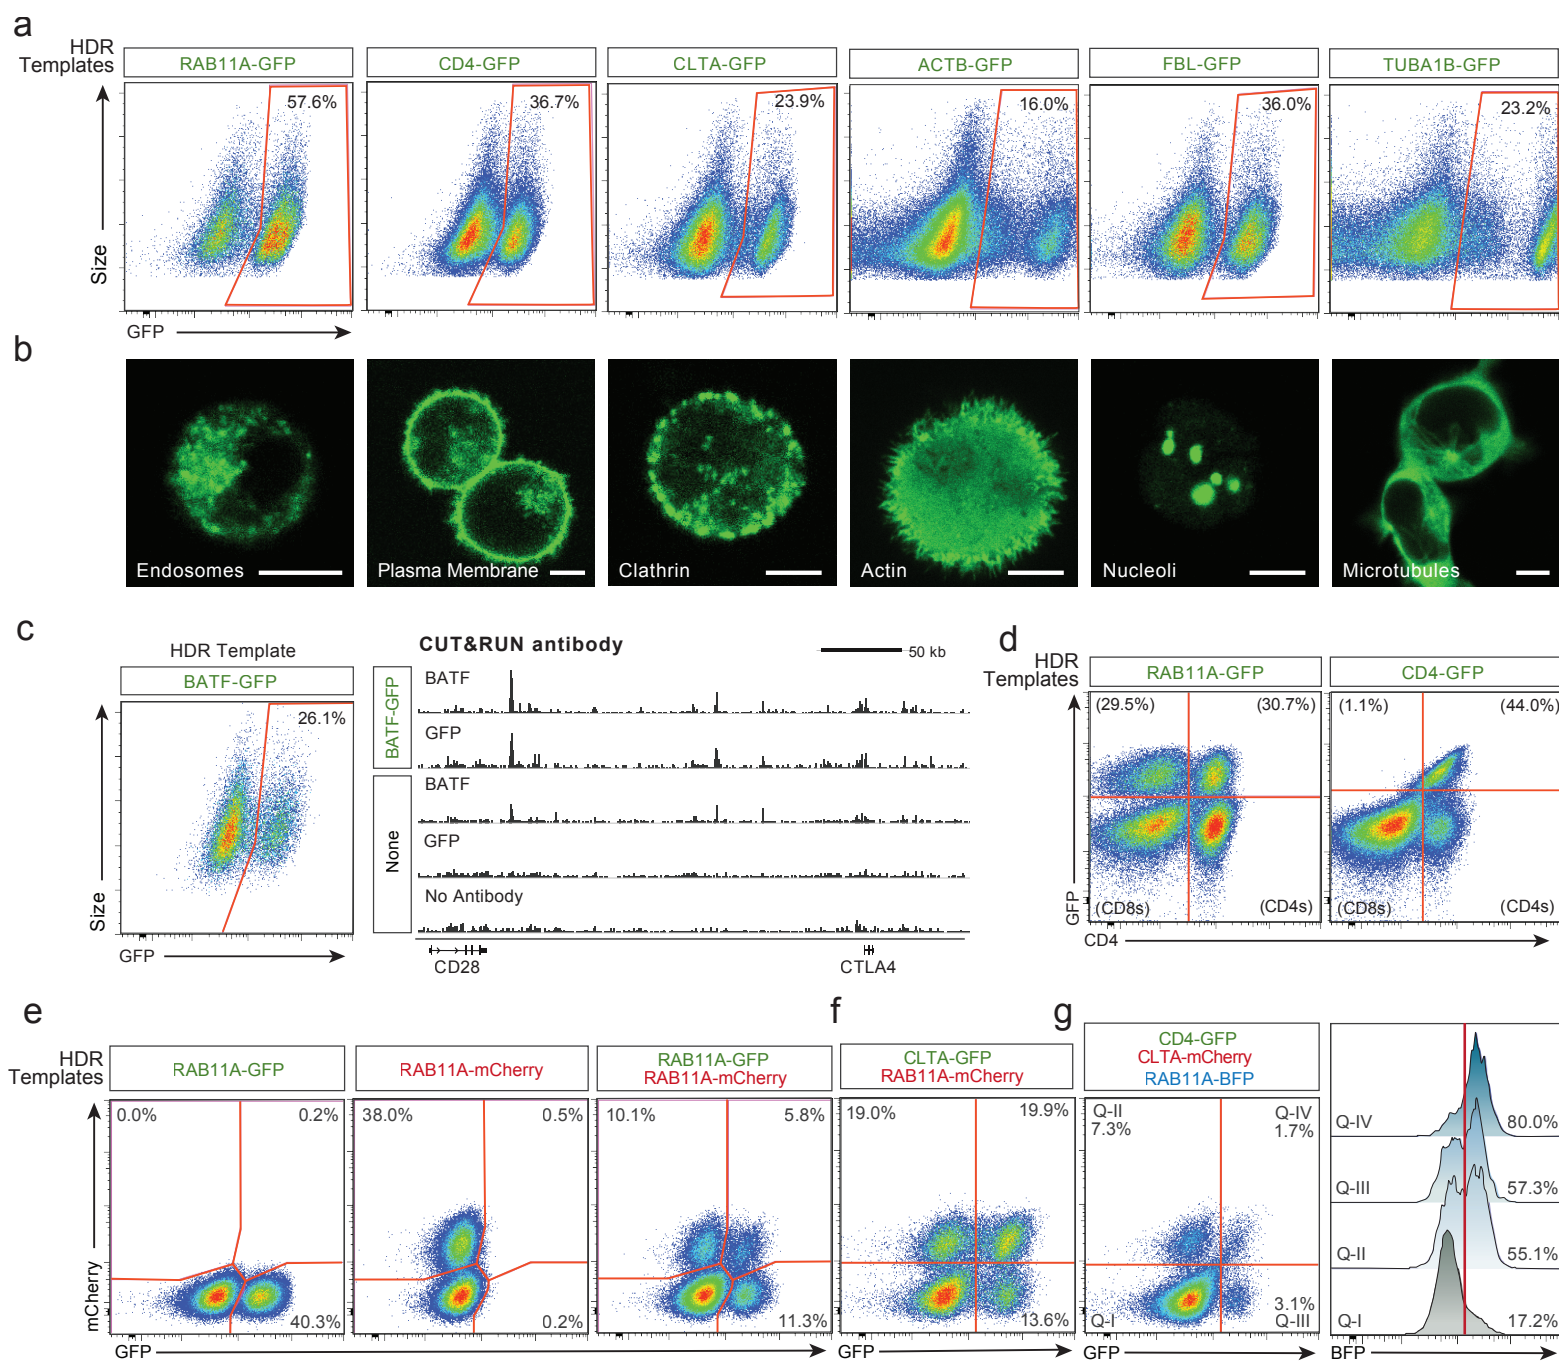 a
HDR
Templates
RAB11A-GFP
CD4-GFP
CLTA-GFP
ACTB-GFP
FBL-GFP
TUBA1B-GFP
57.6%
36.7%
23.9%
16.0%
36.0%
23.2%
Size
GFP
b
Endosomes
Plasma Membrane
Clathrin
Actin
Nucleoli
Microtubules
c
HDR Template
BATF-GFP
26.1%
Size
GFP
CUT&RUN antibody
50 kb
BATF-GFP
BATF
GFP
None
BATF
GFP
No Antibody
CD28
CTLA4
d
HDR
Templates
RAB11A-GFP
CD4-GFP
(29.5%)
(30.7%)
(1.1%)
(44.0%)
(CD8s)
(CD4s)
(CD8s)
(CD4s)
GFP
CD4
e
HDR
Templates
RAB11A-GFP
RAB11A-mCherry
RAB11A-GFP
RAB11A-mCherry
0.0%
0.2%
40.3%
38.0%
0.5%
0.2%
10.1%
5.8%
11.3%
mCherry
GFP
f
CLTA-GFP
RAB11A-mCherry
19.0%
19.9%
13.6%
GFP
g
CD4-GFP
CLTA-mCherry
RAB11A-BFP
Q-II
7.3%
Q-IV
1.7%
Q-I
3.1%
Q-III
GFP
Q-IV
80.0%
Q-III
57.3%
Q-II
55.1%
Q-I
17.2%
BFP